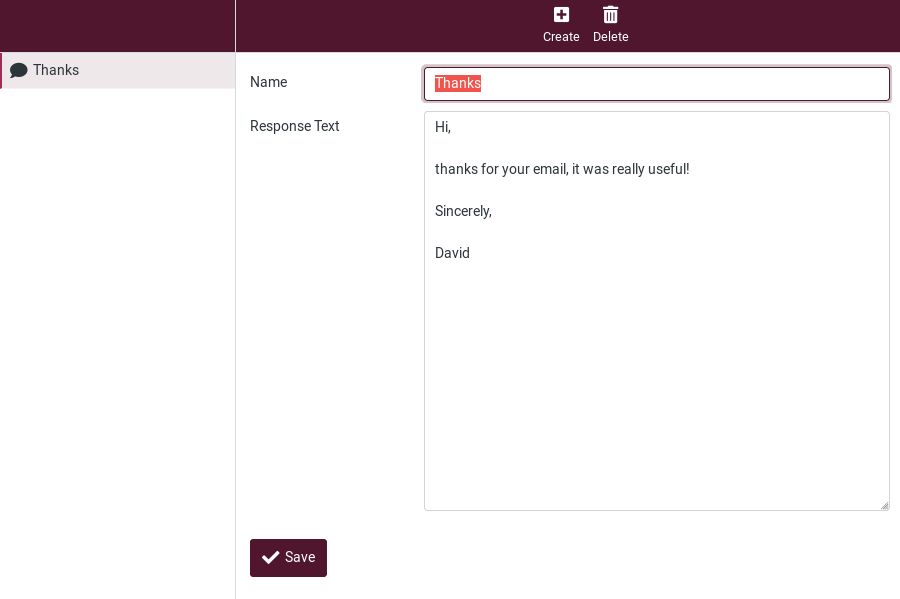 Create
Delete
Thanks
Name
Thanks
Response Text
Hi,
thanks for your email, it was really useful!
Sincerely,
David
Save